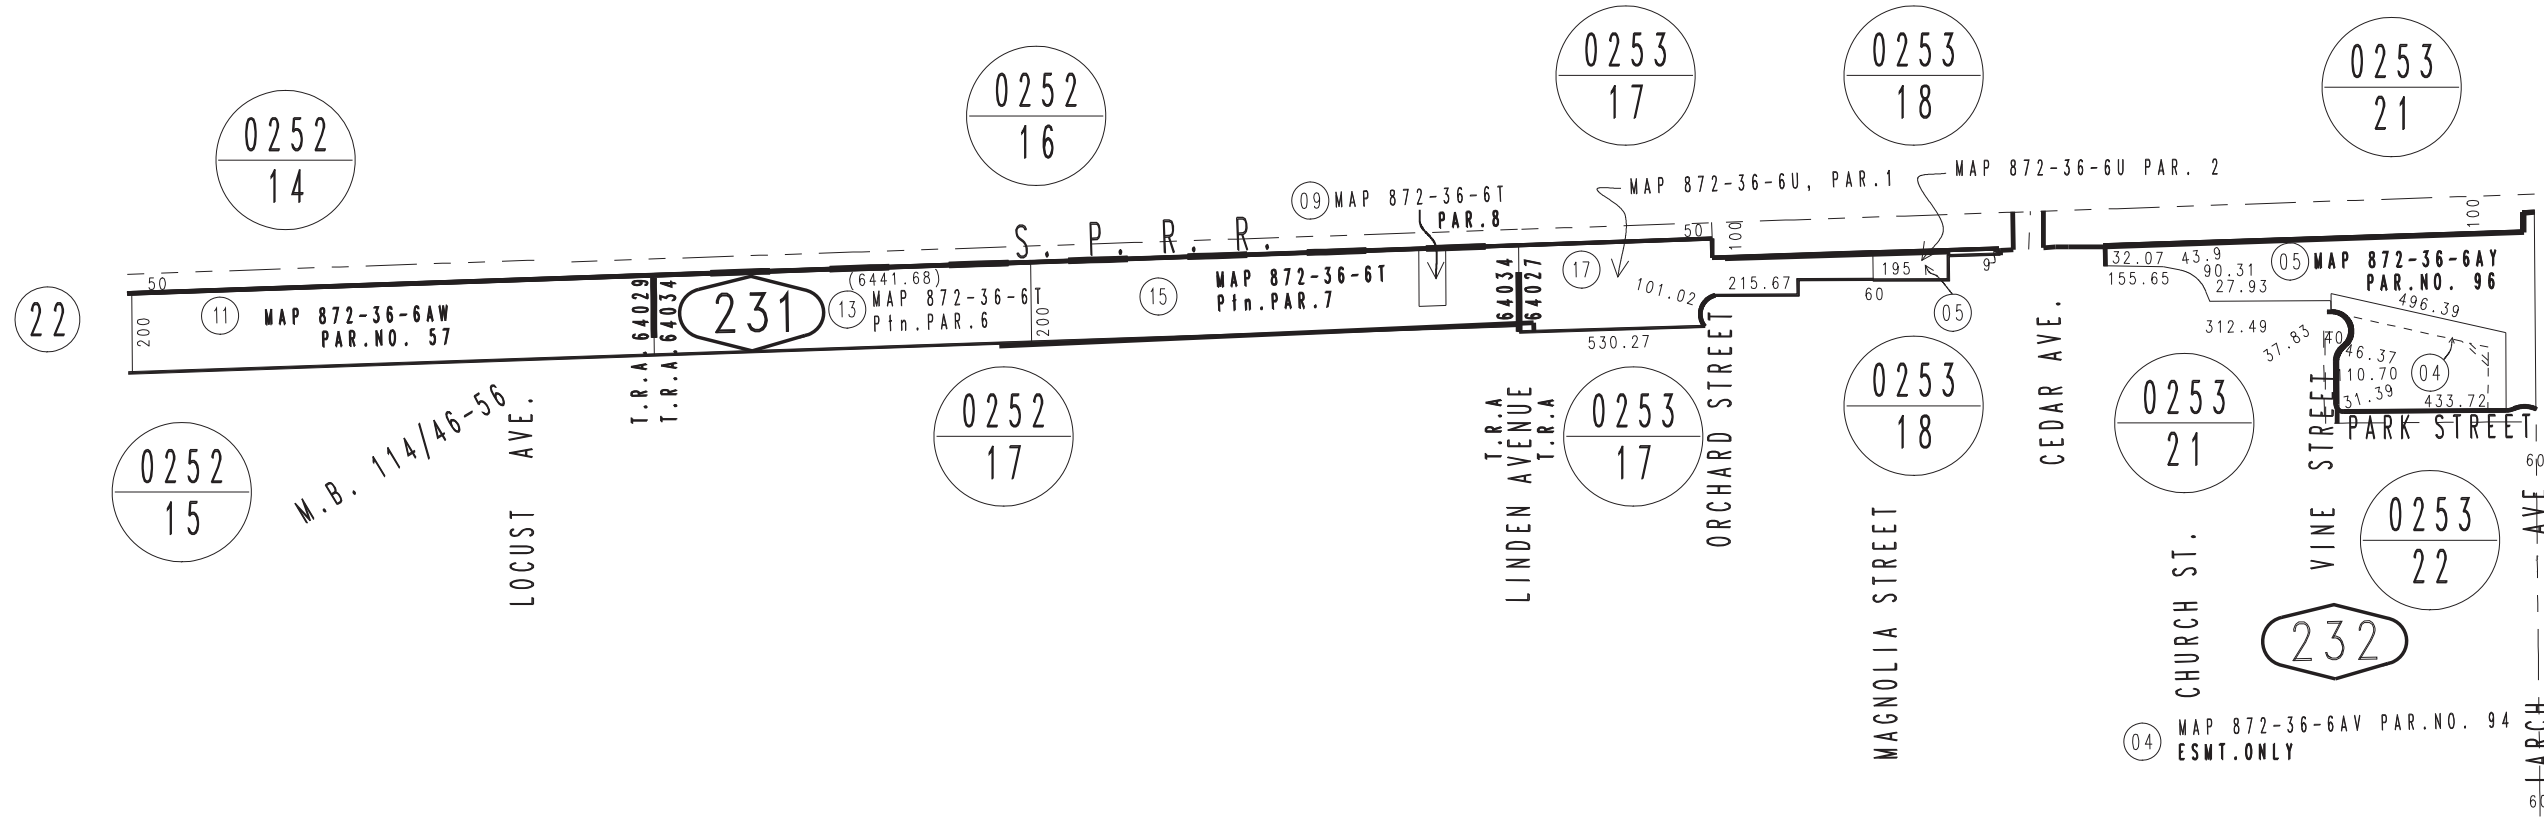 0253
17
0253
18
0253
21
0252
16
0252
14
MAP 872-36-6U PAR. 2
MAP 872-36-6U, PAR.1
09 MAP 872-36-6T
PAR.8
S. P. R. R.
50
100
100
50
22
200
11
MAP 872-36-6AW
PAR.NO. 57
T.R.A. 64029
T.R.A. 64034
231
(6441.68)
13 MAP 872-36-6T
Ptn.PAR.6
200
15
MAP 872-36-6T
Ptn.PAR.7
64034
64027
17
101.02
530.27
215.67
195
60
9
05
32.07
43.9
155.65
90.31
27.93
05 MAP 872-36-6AY
PAR.NO. 96
496.39
312.49
37.83
40
46.37
10.70
31.39
04
433.72
PARK STREET
0252
15
M.B. 114/46-56
LOCUST AVE.
0252
17
T.R.A
LINDEN AVENUE
T.R.A
0253
17
ORCHARD STREET
0253
18
MAGNOLIA STREET
CEDAR AVE.
0253
21
CHURCH ST.
VINE STREET
0253
22
60
LARCH AVE
60
232
04 MAP 872-36-6AV PAR.NO. 94
ESMT.ONLY